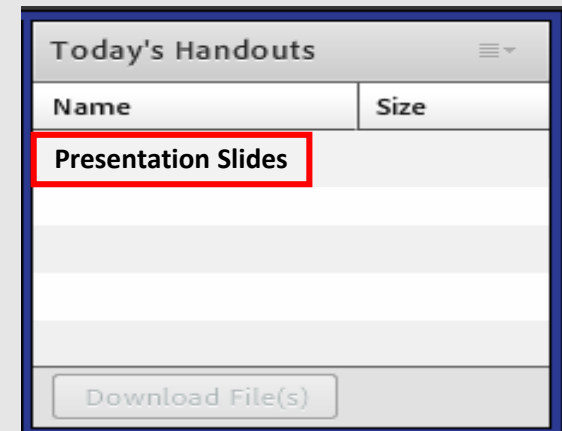 Today's Handouts
Name Size
Presentation Slides
Download File(s)